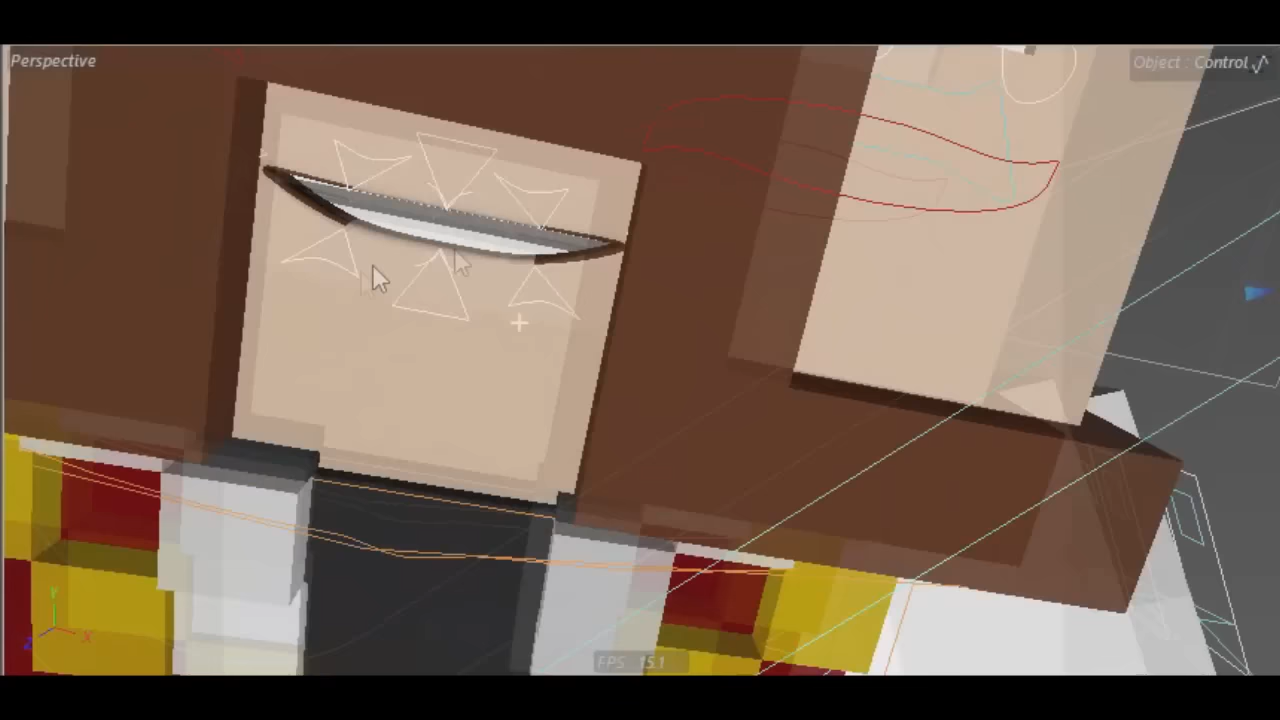 Perspective
Object : Control
FPS 15.1
Y
X
Z